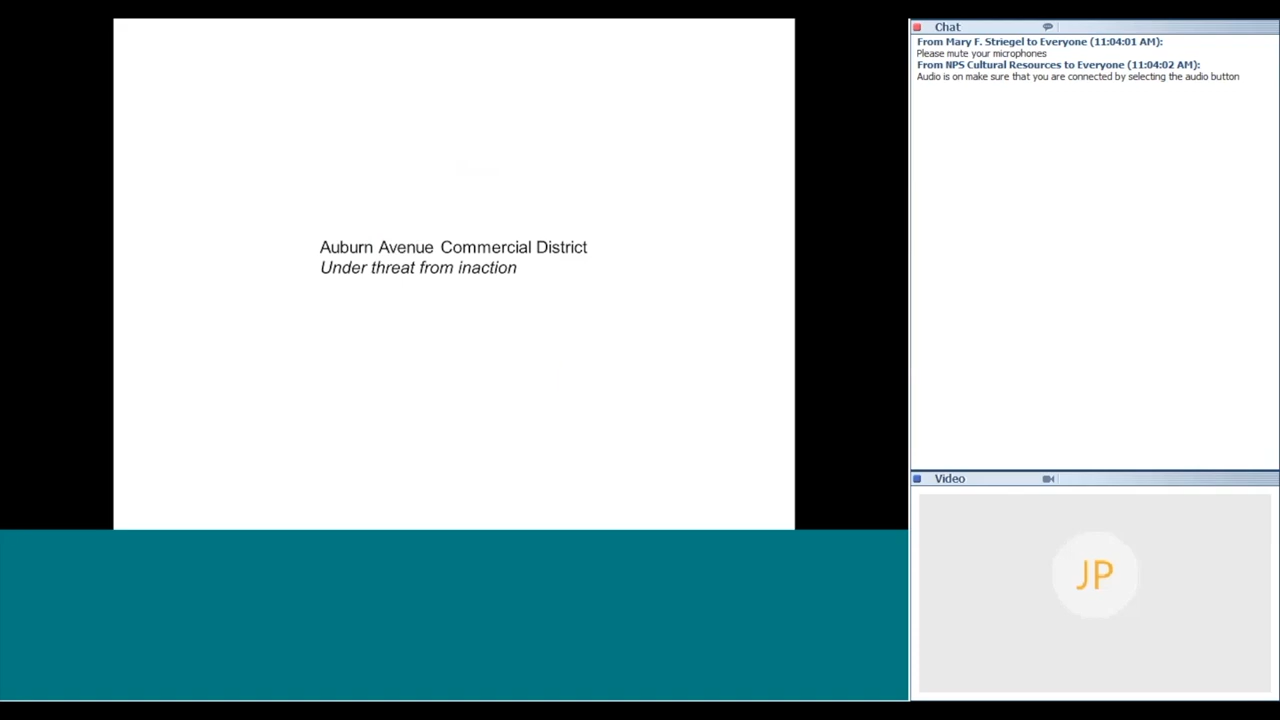 Auburn Avenue Commercial District
Under threat from inaction
Chat
From Mary F. Striegel to Everyone (11:04:01 AM):
Please mute your microphones
From NPS Cultural Resources to Everyone (11:04:02 AM):
Audio is on make sure that you are connected by selecting the audio button
Video
JP